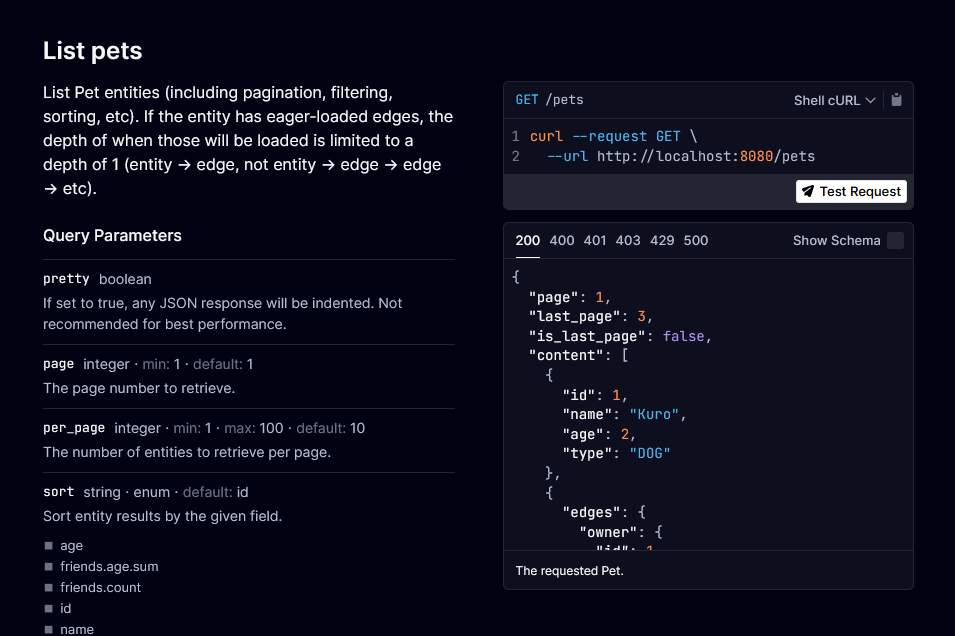 List pets
List Pet entities (including pagination, filtering,
sorting, etc). If the entity has eager-loaded edges, the
depth of when those will be loaded is limited to a
depth of 1 (entity → edge, not entity → edge → edge
→ etc).
Query Parameters
pretty boolean
If set to true, any JSON response will be indented. Not
recommended for best performance.
page integer · min: 1 · default: 1
The page number to retrieve.
per_page integer · min: 1 · max: 100 · default: 10
The number of entities to retrieve per page.
sort string · enum · default: id
Sort entity results by the given field.
age
friends.age.sum
friends.count
id
name
GET /pets
Shell cURL
1 curl --request GET \
2 --url http://localhost:8080/pets
Test Request
200 400 401 403 429 500
Show Schema
{
"page": 1,
"last_page": 3,
"is_last_page": false,
"content": [
{
"id": 1,
"name": "Kuro",
"age": 2,
"type": "DOG"
},
{
"edges": {
"owner": {
"id": 1
The requested Pet.